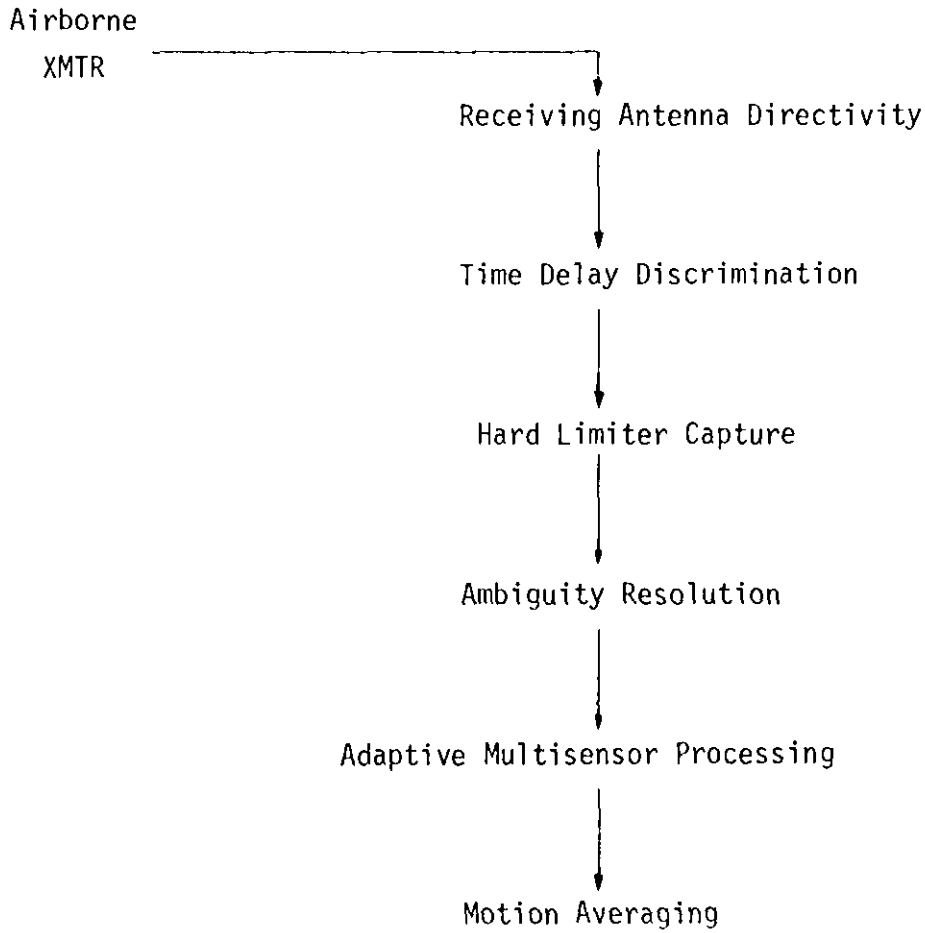 Airborne
XMTR
Receiving Antenna Directivity
Time Delay Discrimination
Hard Limiter Capture
Ambiguity Resolution
Adaptive Multisensor Processing
Motion Averaging